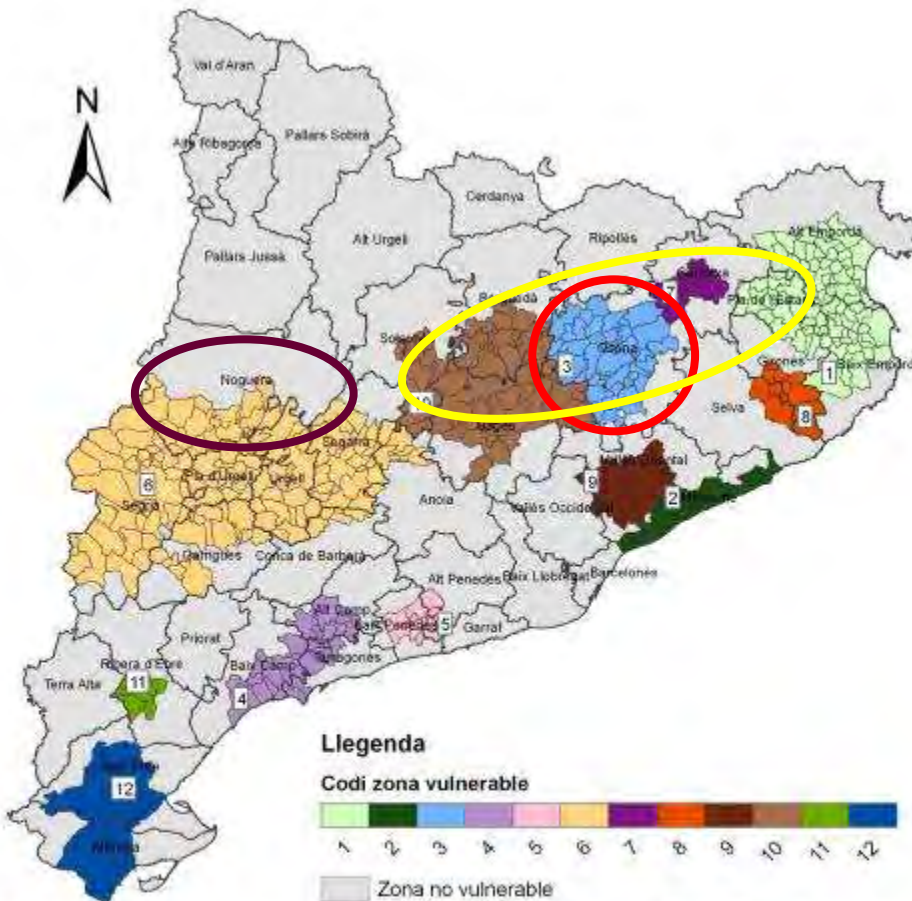 Val d'Aran
N
Alta Ribagorça
Pallars Sobirà
Cerdanya
Alt Urgell
Ripollès
Alt Empordà
Pallars Jussà
7
Pla de l'Estany
Berguedà
Osona
3
Noguera
Gironès
1
Baix Empordà
10
Selva
8
Segarra
Vallès Oriental
6
Pla d'Urgell
Urgell
9
2
Anoia
Segrià
Vallès Occidental
Garrigues
Conca de Barberà
Alt Penedès
Baix Llobregat
Barcelonès
Alt Camp
Baix Penedès
5
Garraf
Priorat
Ribera d'Ebre
Baix Camp
Tarragonès
Terra Alta
11
4
Llegenda
Codi zona vulnerable
12
1 2 3 4 5 6 7 8 9 10 11 12
Zona no vulnerable